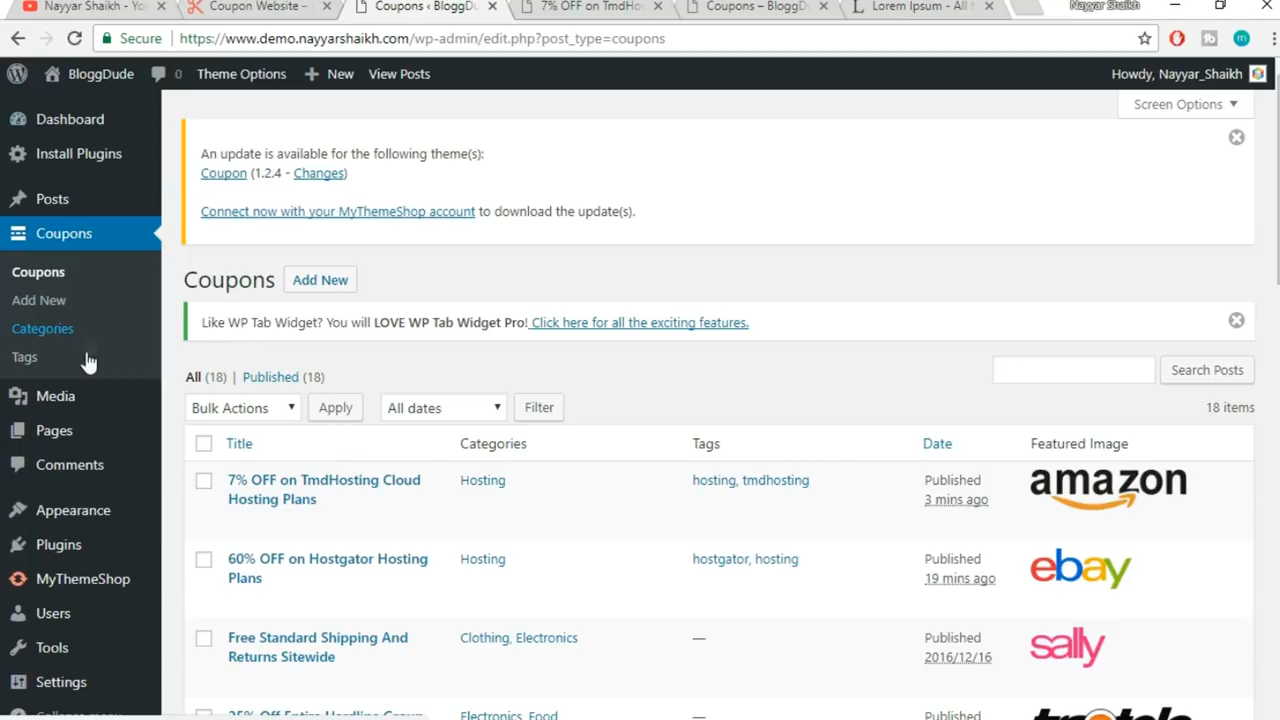 Nayyar Shaikh - Yo
Coupon Website –
Coupons ‹ BloggD
7% OFF on TmdHos
Coupons – BloggD
Lorem Ipsum - All t
Nayyar Shaikh
Secure
https://www.demo.nayyarshaikh.com/wp-admin/edit.php?post_type=coupons
BloggDude
0
Theme Options
New
View Posts
Howdy, Nayyar_Shaikh
Screen Options
Dashboard
Install Plugins
Posts
Coupons
Coupons
Add New
Categories
Tags
Media
Pages
Comments
Appearance
Plugins
MyThemeShop
Users
Tools
Settings
Collapse menu
An update is available for the following theme(s):
Coupon (1.2.4 - Changes)
Connect now with your MyThemeShop account to download the update(s).
Coupons Add New
Like WP Tab Widget? You will LOVE WP Tab Widget Pro! Click here for all the exciting features.
All (18) | Published (18)
Search Posts
Bulk Actions Apply All dates Filter
18 items
Title Categories Tags Date Featured Image
7% OFF on TmdHosting Cloud
Hosting Plans
Hosting
hosting, tmdhosting
Published
3 mins ago
amazon
60% OFF on Hostgator Hosting
Plans
Hosting
hostgator, hosting
Published
19 mins ago
ebay
Free Standard Shipping And
Returns Sitewide
Clothing, Electronics
—
Published
2016/12/16
sally
Electronics, Food
Published